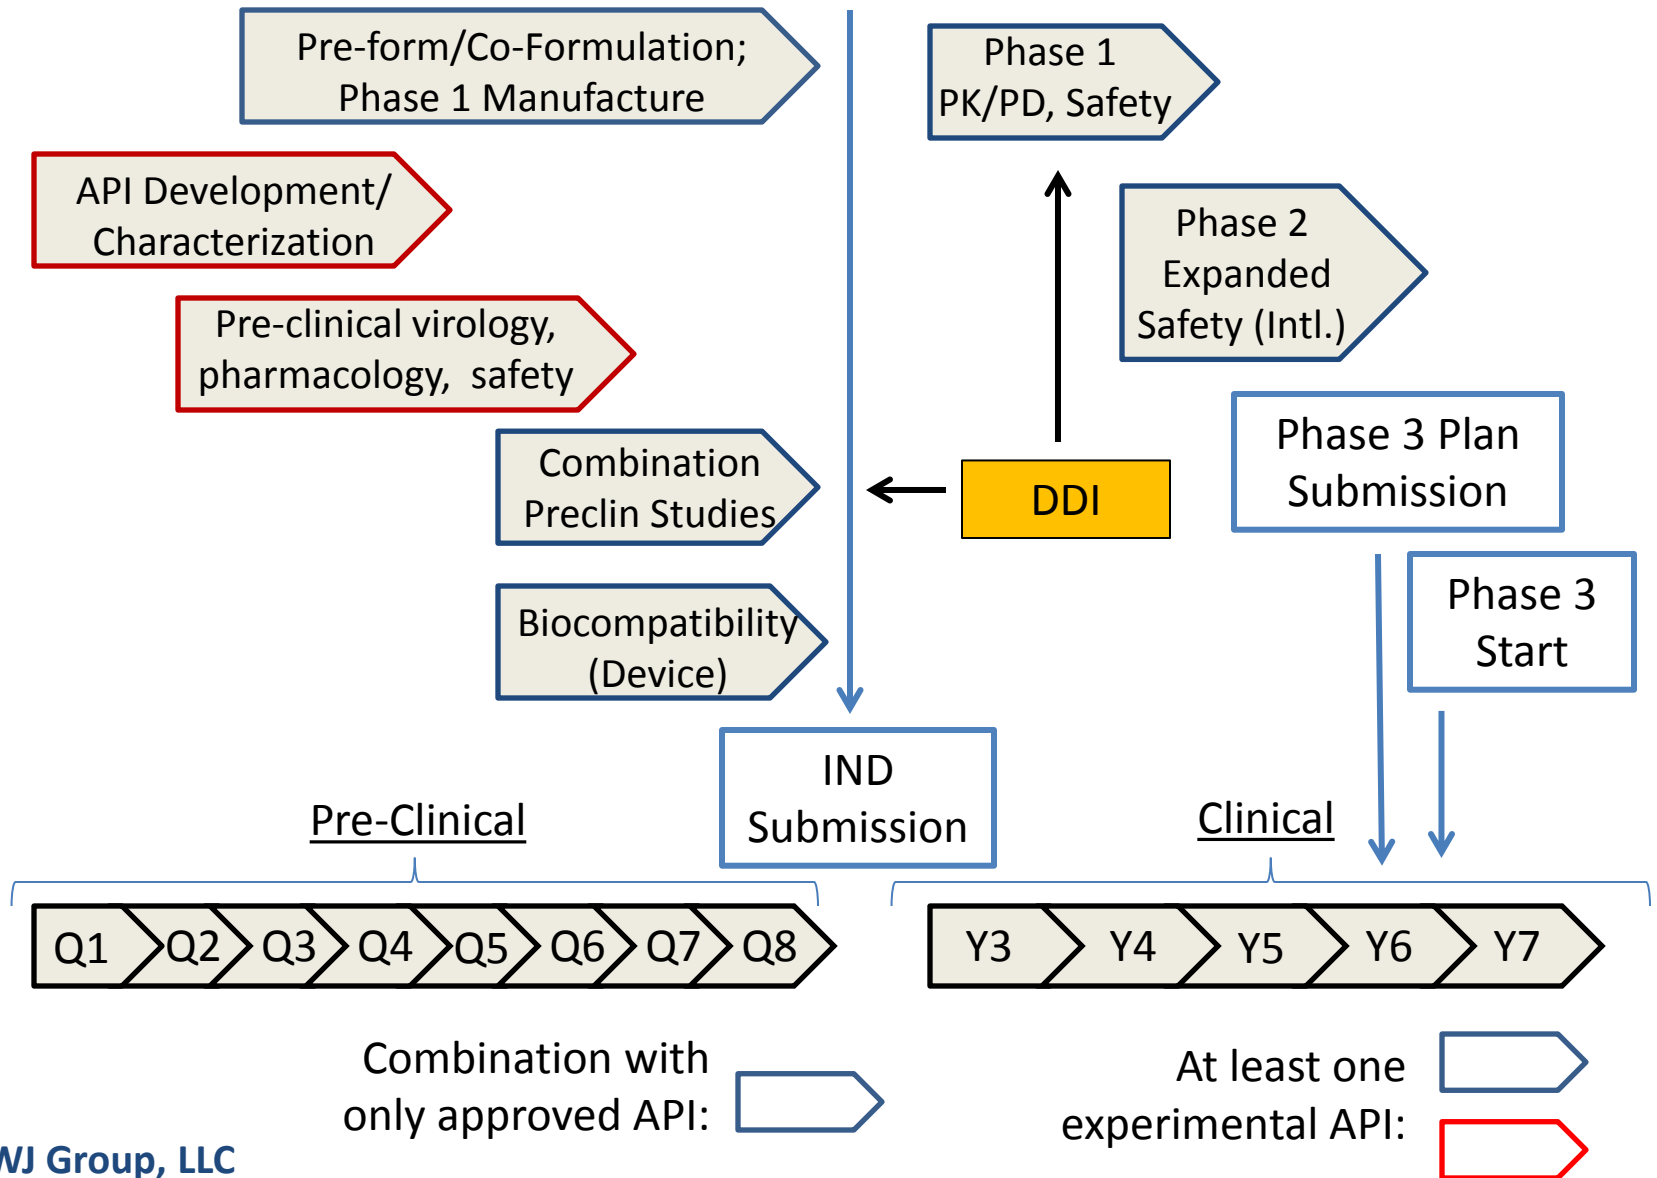 Pre-form/Co-Formulation;
Phase 1 Manufacture
Phase 1
PK/PD, Safety
API Development/
Characterization
Phase 2
Expanded
Safety (Intl.)
Pre-clinical virology,
pharmacology, safety
Phase 3 Plan
Submission
Combination
Preclin Studies
DDI
Phase 3
Start
Biocompatibility
(Device)
IND
Submission
Pre-Clinical
Clinical
Q1 Q2 Q3 Q4 Q5 Q6 Q7 Q8
Y3 Y4 Y5 Y6 Y7
Combination with
only approved API:
At least one
experimental API:
WJ Group, LLC